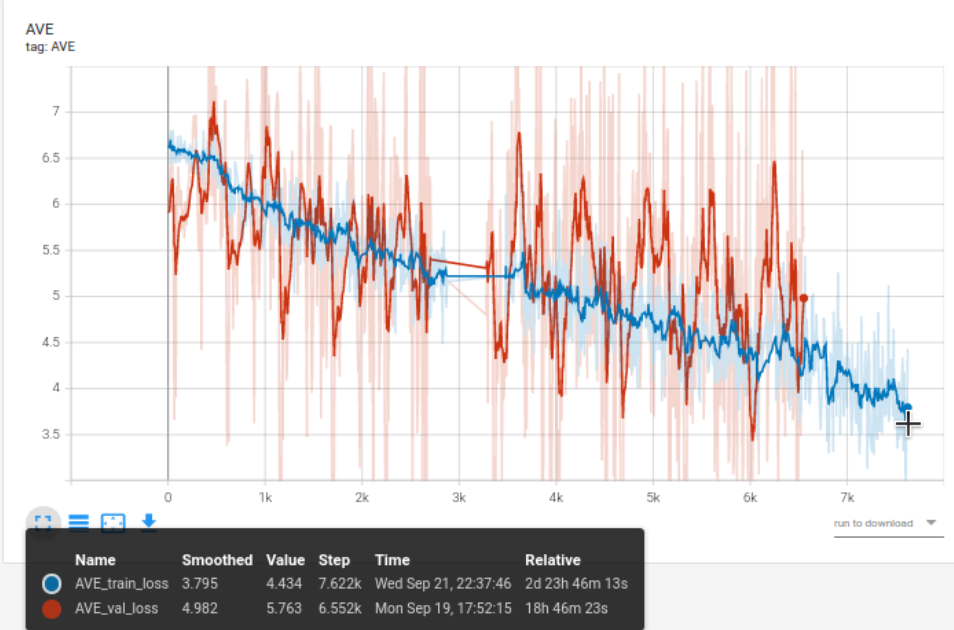 AVE
tag: AVE
7
6.5
6
5.5
5
4.5
4
3.5
0 1k 2k 3k 4k 5k 6k 7k
run to download
Name Smoothed Value Step Time Relative
AVE_train_loss 3.795 4.434 7.622k Wed Sep 21, 22:37:46 2d 23h 46m 13s
AVE_val_loss 4.982 5.763 6.552k Mon Sep 19, 17:52:15 18h 46m 23s